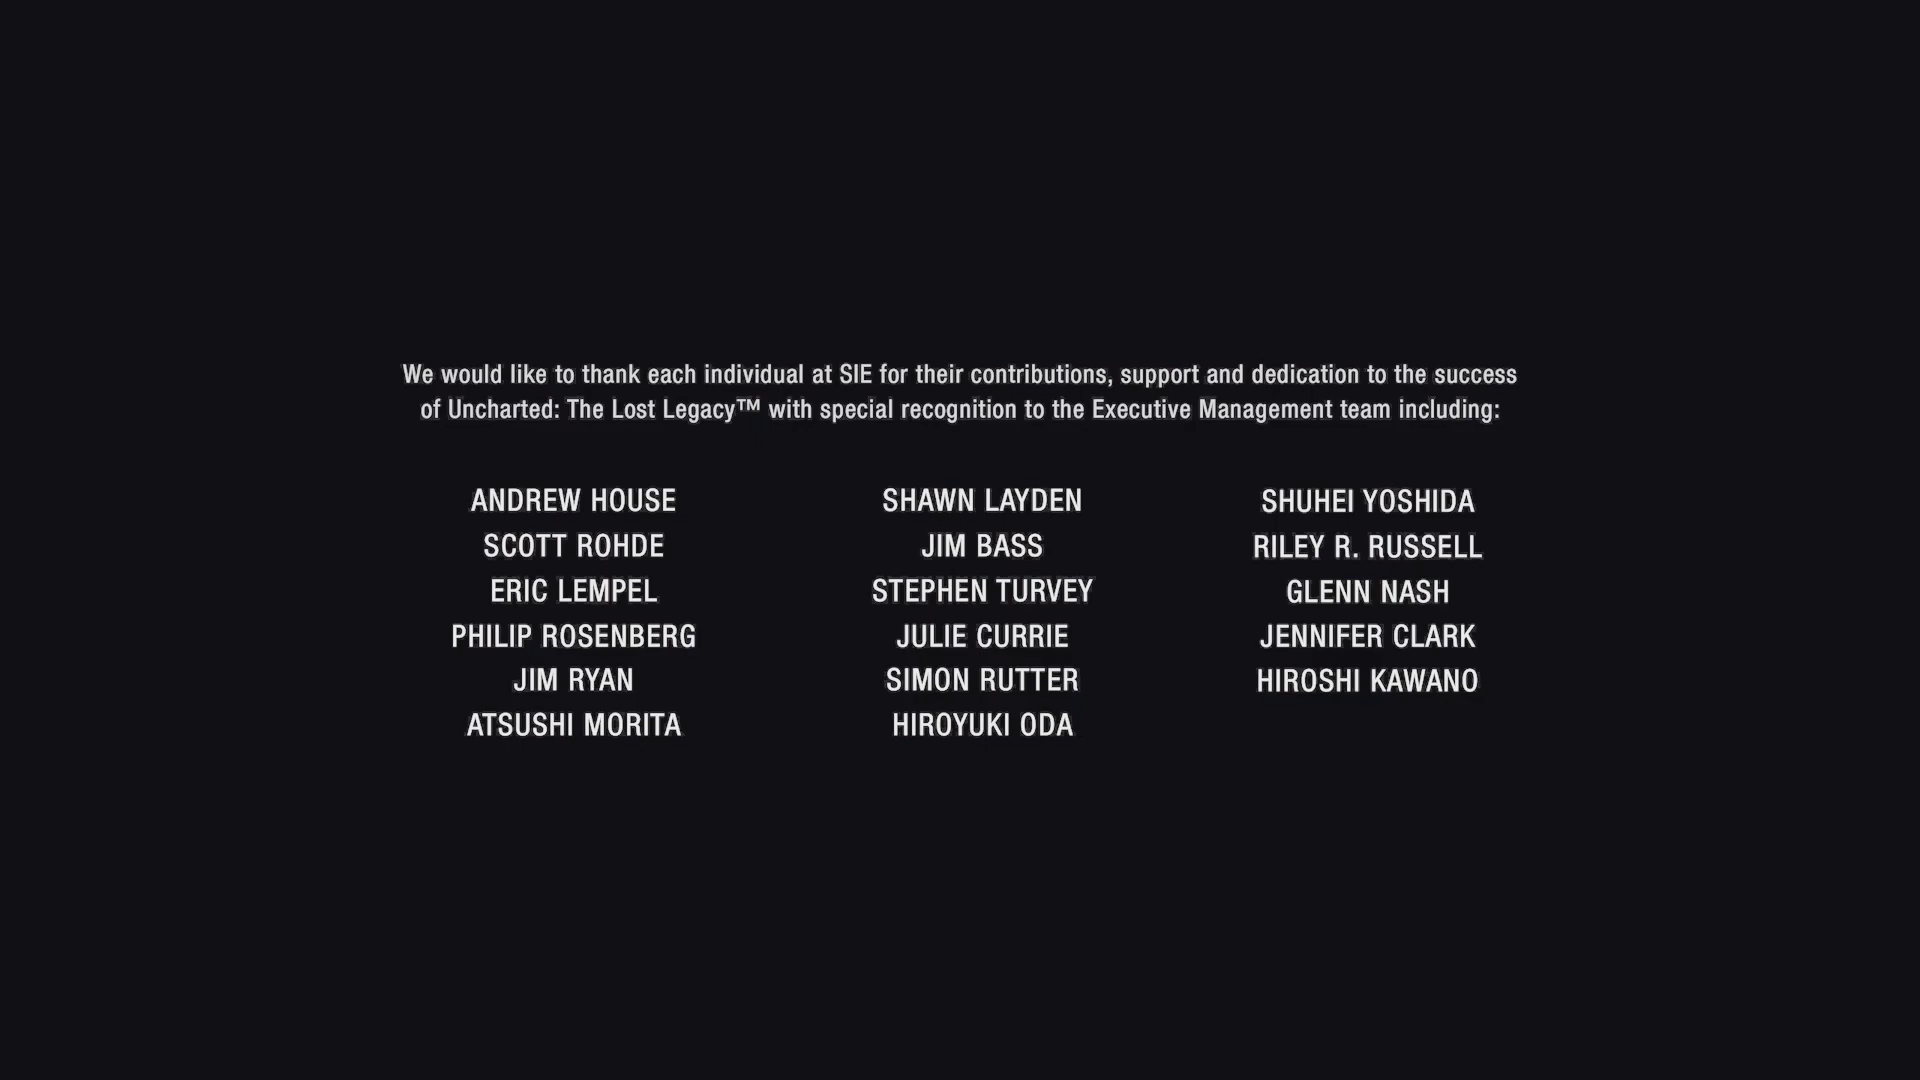 We would like to thank each individual at SIE for their contributions, support and dedication to the success
of Uncharted: The Lost Legacy™ with special recognition to the Executive Management team including:
ANDREW HOUSE SHAWN LAYDEN SHUHEI YOSHIDA
SCOTT ROHDE JIM BASS RILEY R. RUSSELL
ERIC LEMPEL STEPHEN TURVEY GLENN NASH
PHILIP ROSENBERG JULIE CURRIE JENNIFER CLARK
JIM RYAN SIMON RUTTER HIROSHI KAWANO
ATSUSHI MORITA HIROYUKI ODA